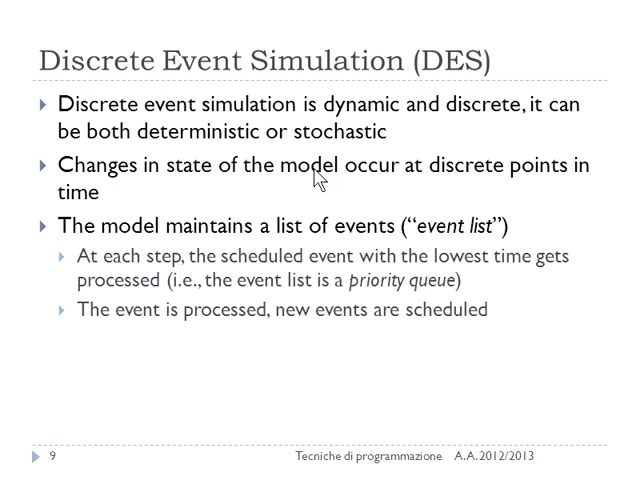 Discrete Event Simulation (DES)
Discrete event simulation is dynamic and discrete, it can
be both deterministic or stochastic
Changes in state of the model occur at discrete points in
time
The model maintains a list of events (“event list”)
At each step, the scheduled event with the lowest time gets
processed (i.e., the event list is a priority queue)
The event is processed, new events are scheduled
9 Tecniche di programmazione A.A. 2012/2013